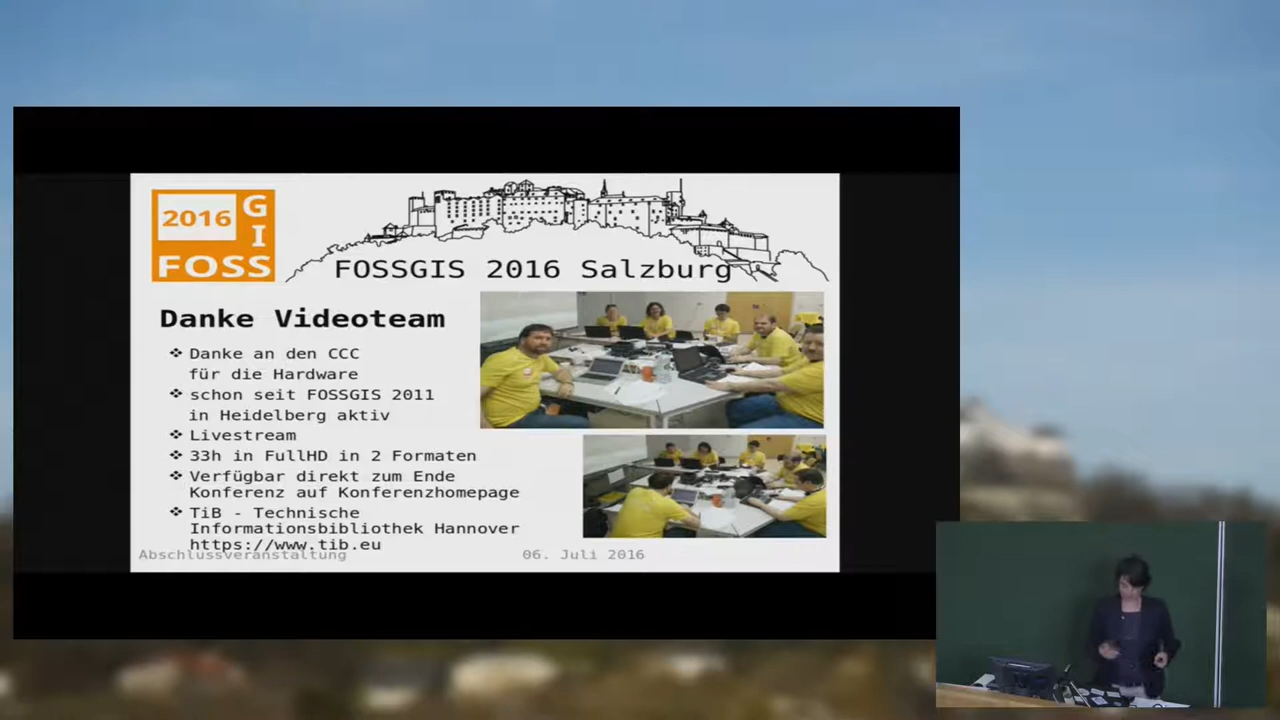 2016
G
I
FOSS
FOSSGIS 2016 Salzburg
Danke Videoteam
❖ Danke an den CCC
für die Hardware
❖ schon seit FOSSGIS 2011
in Heidelberg aktiv
❖ Livestream
❖ 33h in FullHD in 2 Formaten
❖ Verfügbar direkt zum Ende
Konferenz auf Konferenzhomepage
❖ TiB - Technische
Informationsbibliothek Hannover
https://www.tib.eu
Abschlussveranstaltung
06. Juli 2016